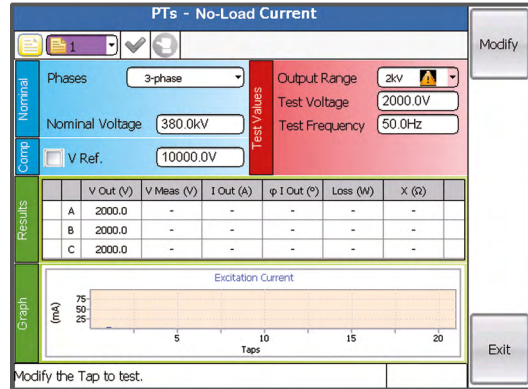 PTs - No-Load Current
1
Modify
Nominal
Phases 3-phase
Nominal Voltage 380.0kV
Comp
V Ref. 10000.0V
Test Values
Output Range 2kV
Test Voltage 2000.0V
Test Frequency 50.0Hz
Results
V Out (V) V Meas (V) I Out (A) φ I Out (º) Loss (W) X (Ω)
A 2000.0 - - - - -
B 2000.0 - - - - -
C 2000.0 - - - - -
Graph
Excitation Current
(mA)
75
50
25
5 10 15 20
Taps
Exit
Modify the Tap to test.